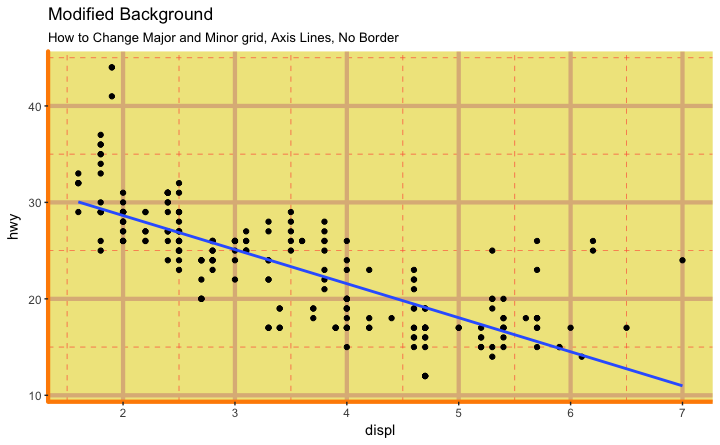 Modified Background
How to Change Major and Minor grid, Axis Lines, No Border
hwy
40
30
20
10
2 3 4 5 6 7
displ